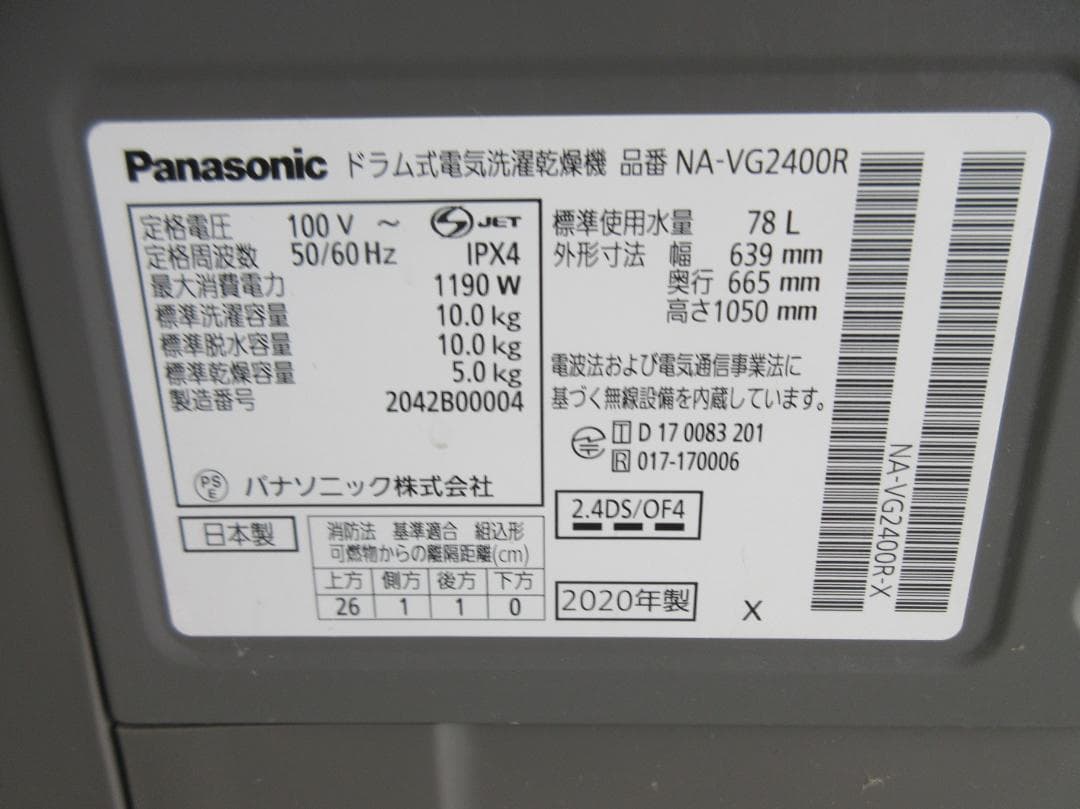 Panasonic ドラム式電気洗濯乾燥機 品番 NA-VG2400R
定格電圧 100 V ～ JET
定格周波数 50/60 Hz IPX4
最大消費電力 1190 W
標準洗濯容量 10.0 kg
標準脱水容量 10.0 kg
標準乾燥容量 5.0 kg
製造番号 2042B00004
PS E パナソニック株式会社
日本製
消防法 基準適合 組込形
可燃物からの離隔距離(cm)
上方 側方 後方 下方
26 1 1 0
標準使用水量 78 L
外形寸法 幅 639 mm
奥行 665 mm
高さ 1050 mm
電波法および電気通信事業法に
基づく無線設備を内蔵しています。
T D 17 0083 201
R 017-170006
2.4DS/OF4
2020年製 X
NA-VG2400R-X